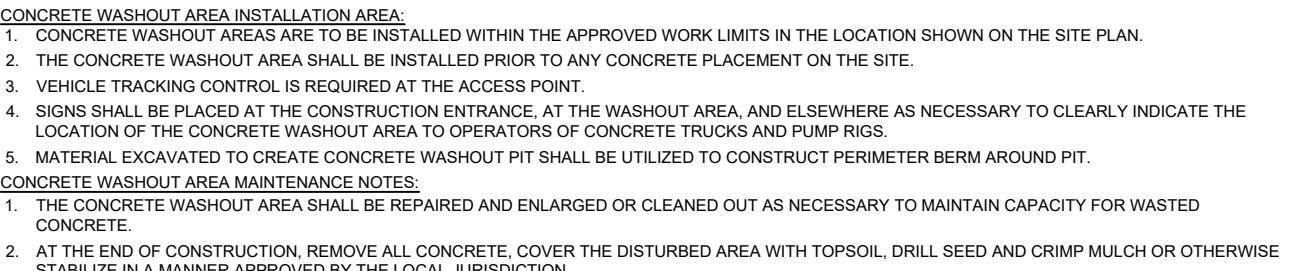 CONCRETE WASHOUT AREA INSTALLATION AREA:
1. CONCRETE WASHOUT AREAS ARE TO BE INSTALLED WITHIN THE APPROVED WORK LIMITS IN THE LOCATION SHOWN ON THE SITE PLAN.
2. THE CONCRETE WASHOUT AREA SHALL BE INSTALLED PRIOR TO ANY CONCRETE PLACEMENT ON THE SITE.
3. VEHICLE TRACKING CONTROL IS REQUIRED AT THE ACCESS POINT.
4. SIGNS SHALL BE PLACED AT THE CONSTRUCTION ENTRANCE, AT THE WASHOUT AREA, AND ELSEWHERE AS NECESSARY TO CLEARLY INDICATE THE
LOCATION OF THE CONCRETE WASHOUT AREA TO OPERATORS OF CONCRETE TRUCKS AND PUMP RIGS.
5. MATERIAL EXCAVATED TO CREATE CONCRETE WASHOUT PIT SHALL BE UTILIZED TO CONSTRUCT PERIMETER BERM AROUND PIT.
CONCRETE WASHOUT AREA MAINTENANCE NOTES:
1. THE CONCRETE WASHOUT AREA SHALL BE REPAIRED AND ENLARGED OR CLEANED OUT AS NECESSARY TO MAINTAIN CAPACITY FOR WASTED
CONCRETE.
2. AT THE END OF CONSTRUCTION, REMOVE ALL CONCRETE, COVER THE DISTURBED AREA WITH TOPSOIL, DRILL SEED AND CRIMP MULCH OR OTHERWISE
STABILIZE IN A MANNER APPROVED BY THE LOCAL JURISDICTION.